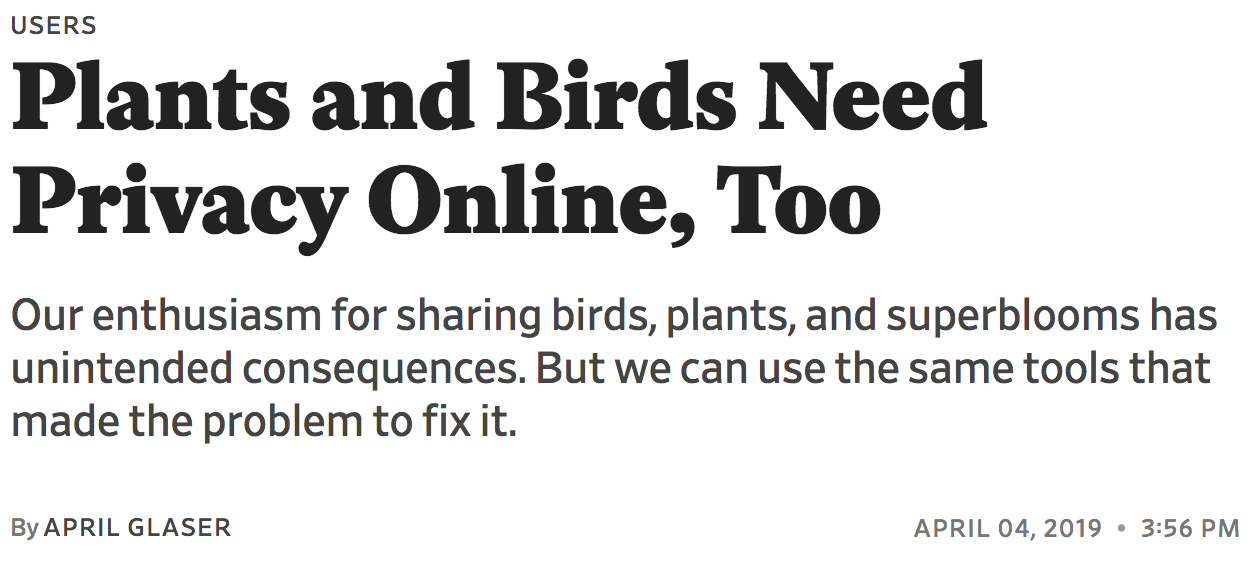 USERS
Plants and Birds Need
Privacy Online, Too
Our enthusiasm for sharing birds, plants, and superblooms has
unintended consequences. But we can use the same tools that
made the problem to fix it.
By APRIL GLASER
APRIL 04, 2019 • 3:56 PM